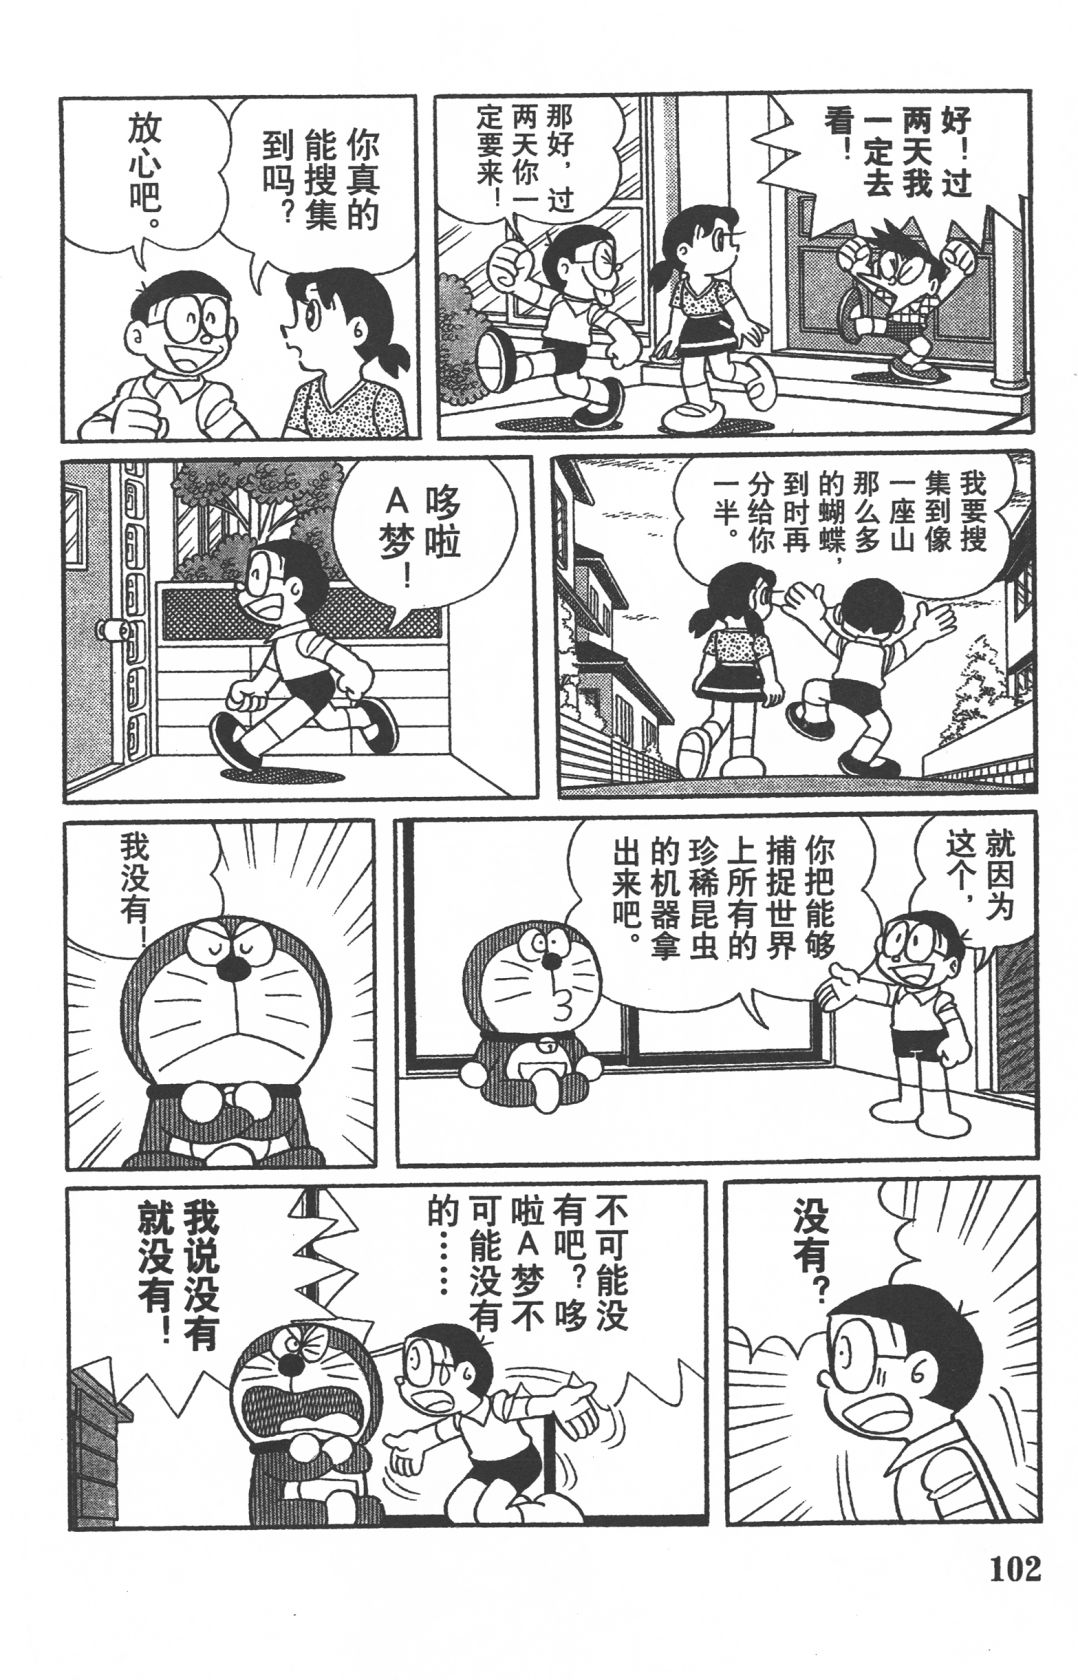 好！过
两天我
一定去
看！
那好，过
两天你一
定要来！
你真的
能搜集
到吗？
放心吧。
我要搜
集到像
一座山
那么多
的蝴蝶，
到时再
分给你
一半。
哆啦
A梦！
就因为
这个，
你把能够
捕捉世界
上所有的
珍稀昆虫
的机器拿
出来吧。
我没有！
没有？
不可能没
有吧？哆
啦A梦不
可能没有
的……
我说没有
就没有！
102